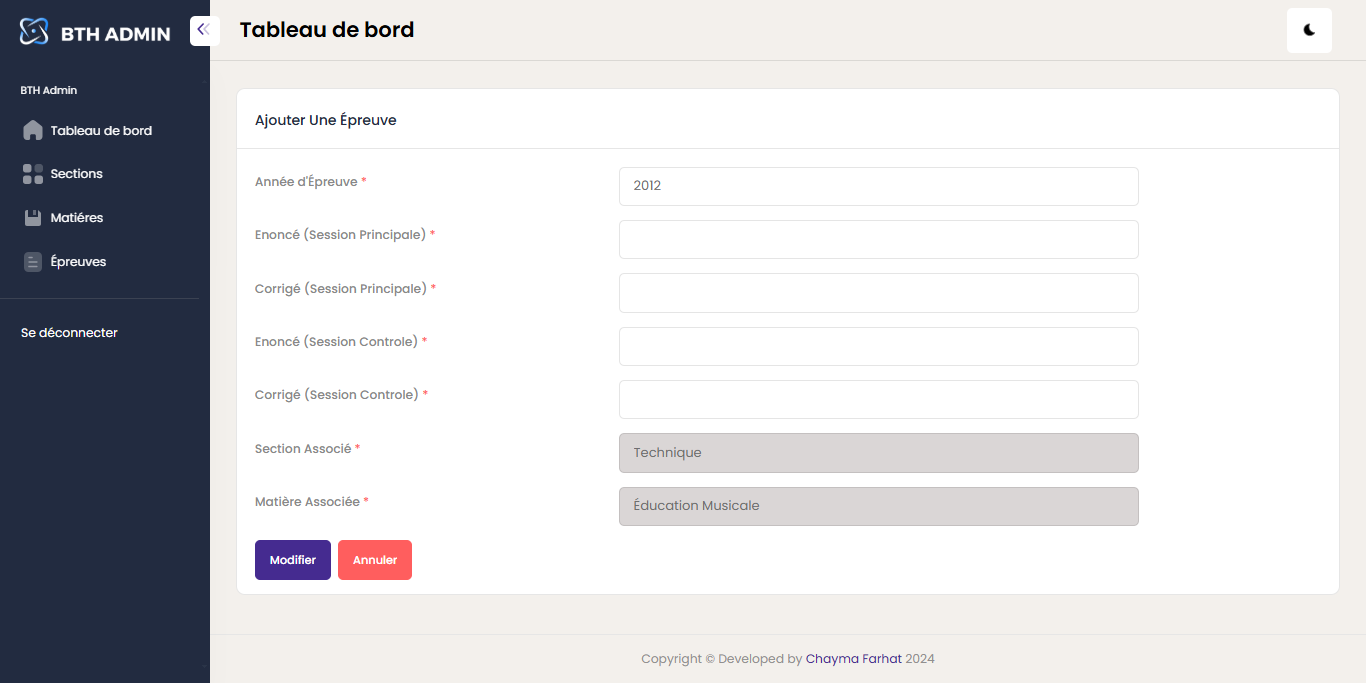 BTH ADMIN
Tableau de bord
BTH Admin
Tableau de bord
Sections
Matiéres
Épreuves
Se déconnecter
Ajouter Une Épreuve
Année d'Épreuve *
2012
Enoncé (Session Principale) *
Corrigé (Session Principale) *
Enoncé (Session Controle) *
Corrigé (Session Controle) *
Section Associé *
Technique
Matière Associée *
Éducation Musicale
Modifier
Annuler
Copyright © Developed by Chayma Farhat 2024